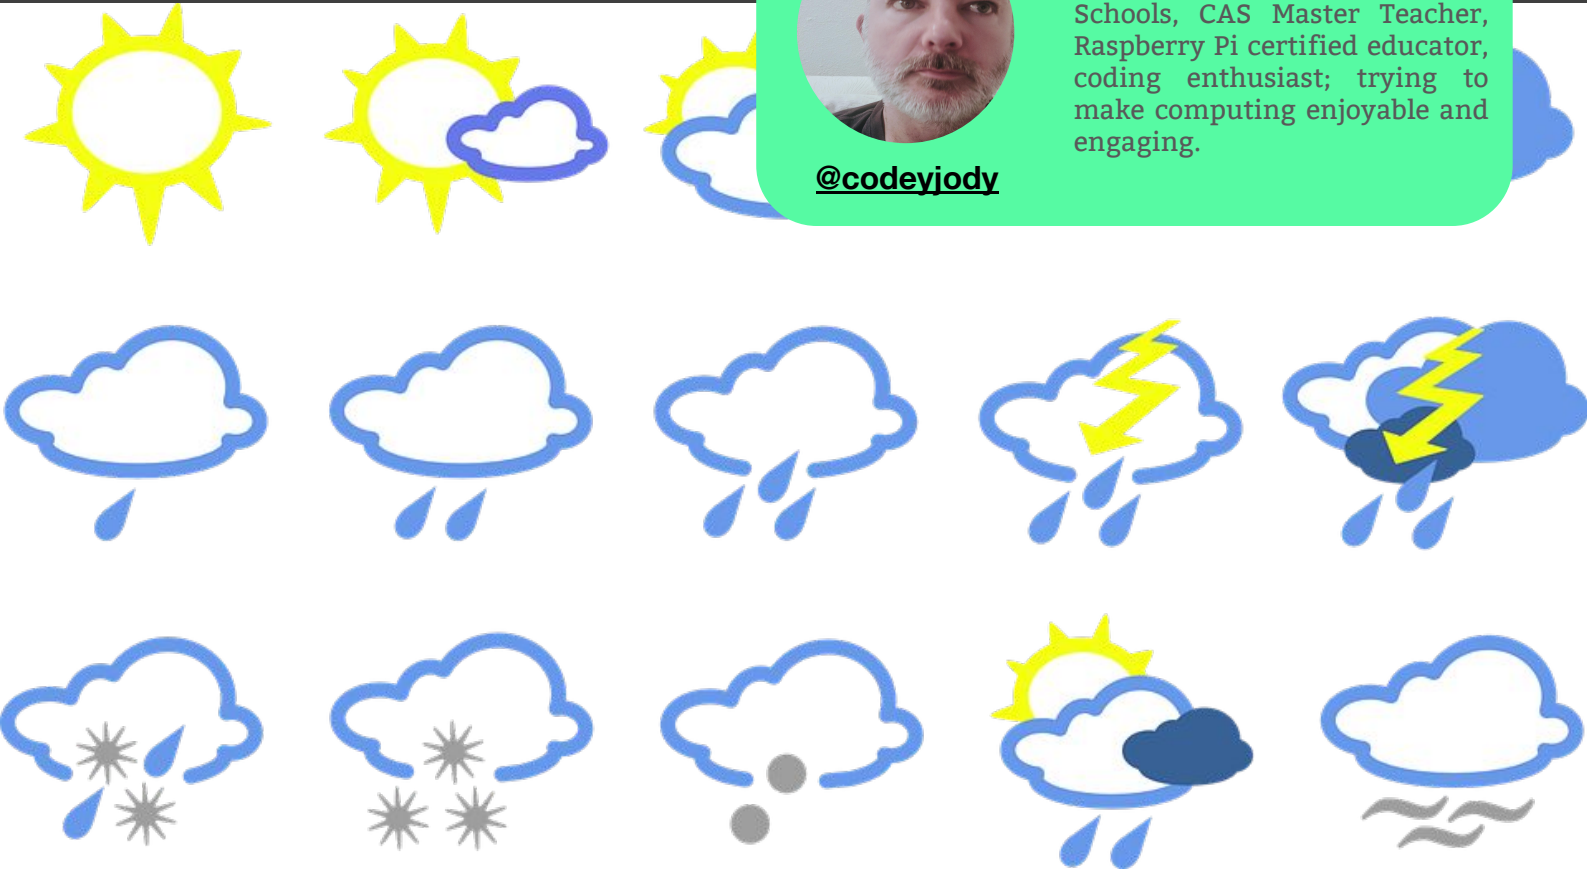 Schools, CAS Master Teacher,
Raspberry Pi certified educator,
coding enthusiast; trying to
make computing enjoyable and
engaging.
@codeyjody